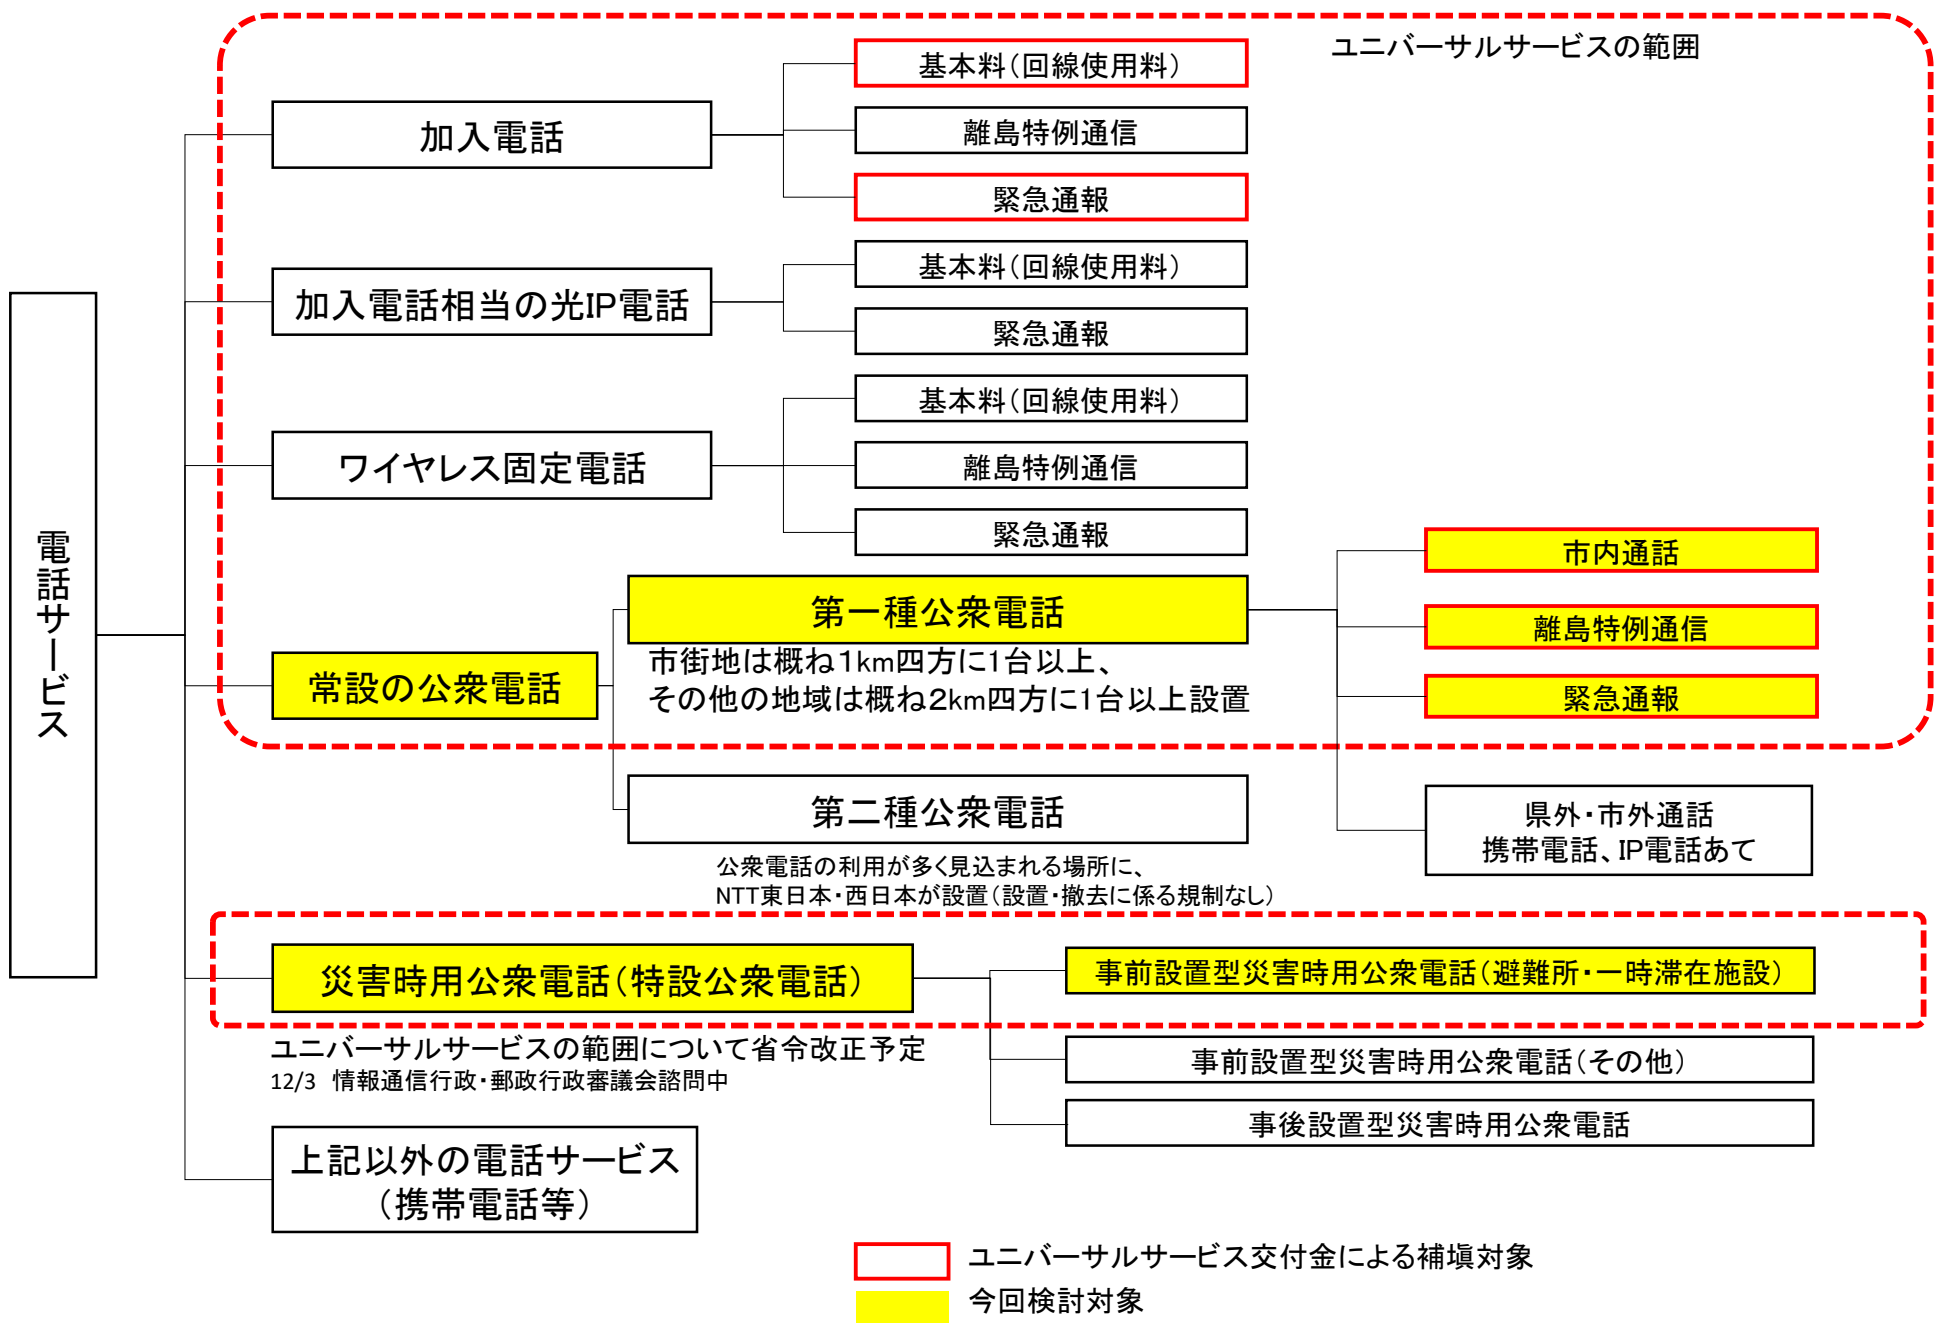 ユニバーサルサービスの範囲
電話サービス
加入電話
基本料(回線使用料)
離島特例通信
緊急通報
加入電話相当の光IP電話
基本料(回線使用料)
緊急通報
ワイヤレス固定電話
基本料(回線使用料)
離島特例通信
緊急通報
常設の公衆電話
第一種公衆電話
市街地は概ね1km四方に1台以上、
その他の地域は概ね2km四方に1台以上設置
市内通話
離島特例通信
緊急通報
県外・市外通話
携帯電話、IP電話あて
第二種公衆電話
公衆電話の利用が多く見込まれる場所に、
NTT東日本・西日本が設置(設置・撤去に係る規制なし)
災害時用公衆電話(特設公衆電話)
事前設置型災害時用公衆電話(避難所・一時滞在施設)
事前設置型災害時用公衆電話(その他)
事後設置型災害時用公衆電話
ユニバーサルサービスの範囲について省令改正予定
12/3 情報通信行政・郵政行政審議会諮問中
上記以外の電話サービス
(携帯電話等)
ユニバーサルサービス交付金による補塡対象
今回検討対象